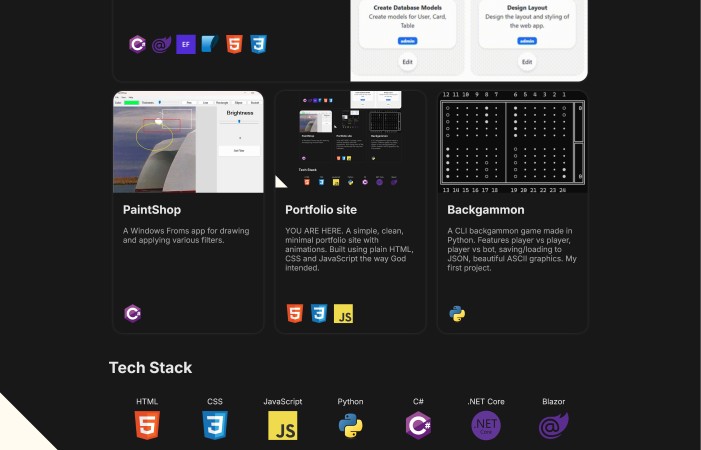 Create Database Models
Create models for User, Card,
Table
admin
Edit
Design Layout
Design the layout and styling of
the web app.
admin
Edit
EF
Brightness
12 11 10 9 8 7 6 5 4 3 2 1
13 14 15 16 17 18 19 20 21 22 23 24
PaintShop
A Windows Froms app for drawing
and applying various filters.
Portfolio site
YOU ARE HERE. A simple, clean,
minimal portfolio site with
animations. Built using plain HTML,
CSS and JavaScript the way God
intended.
JS
Backgammon
A CLI backgammon game made in
Python. Features player vs player,
player vs bot, saving/loading to
JSON, beautiful ASCII graphics. My
first project.
Tech Stack
HTML
CSS
JavaScript
Python
C#
.NET Core
Blazor
JS
.NET
Core